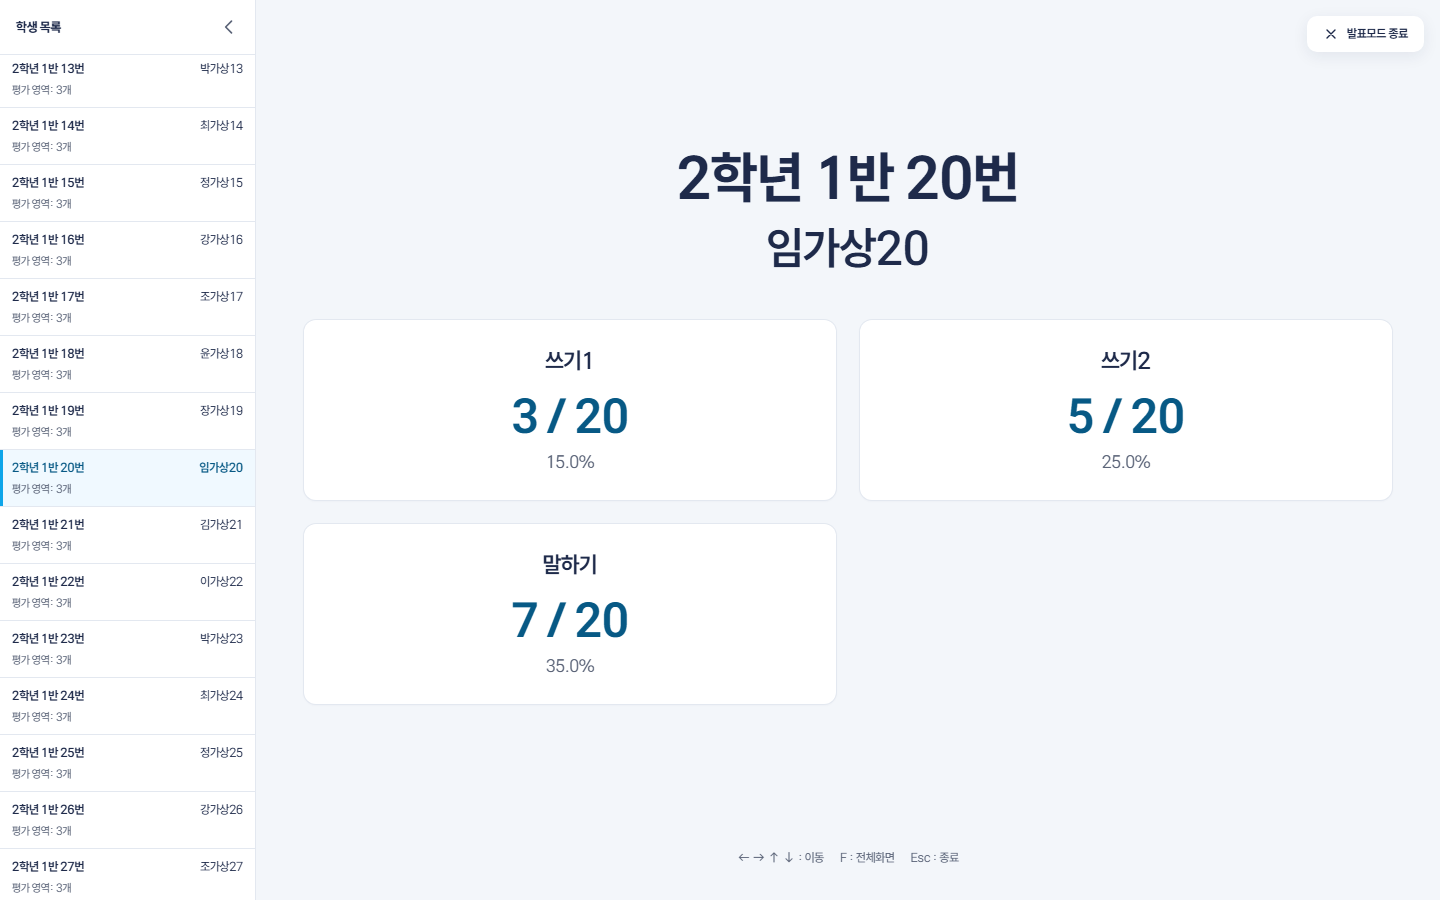 학생 목록
2학년 1반 13번 박가상13
평가 영역: 3개
2학년 1반 14번 최가상14
평가 영역: 3개
2학년 1반 15번 정가상15
평가 영역: 3개
2학년 1반 16번 강가상16
평가 영역: 3개
2학년 1반 17번 조가상17
평가 영역: 3개
2학년 1반 18번 윤가상18
평가 영역: 3개
2학년 1반 19번 장가상19
평가 영역: 3개
2학년 1반 20번 임가상20
평가 영역: 3개
2학년 1반 21번 김가상21
평가 영역: 3개
2학년 1반 22번 이가상22
평가 영역: 3개
2학년 1반 23번 박가상23
평가 영역: 3개
2학년 1반 24번 최가상24
평가 영역: 3개
2학년 1반 25번 정가상25
평가 영역: 3개
2학년 1반 26번 강가상26
평가 영역: 3개
2학년 1반 27번 조가상27
평가 영역: 3개
발표모드 종료
2학년 1반 20번
임가상20
쓰기1
3 / 20
15.0%
쓰기2
5 / 20
25.0%
말하기
7 / 20
35.0%
← → ↑ ↓ : 이동 F : 전체화면 Esc : 종료